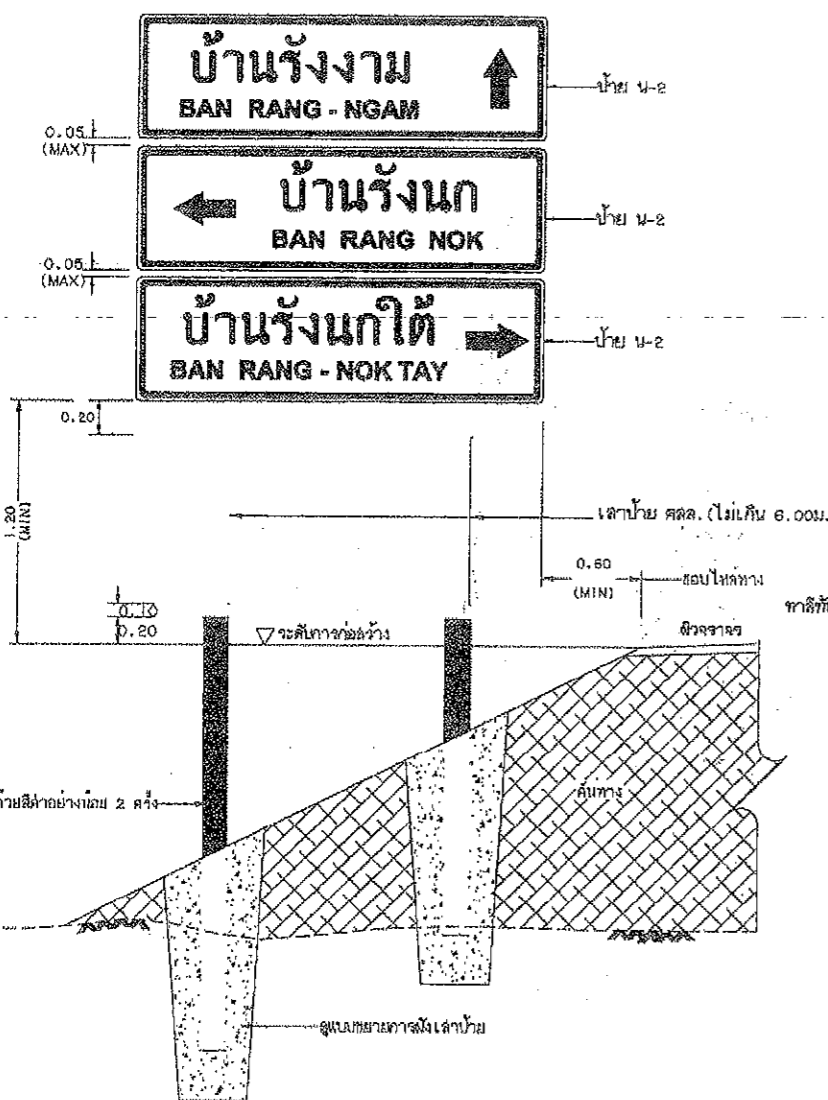 บ้านรังงาม
BAN RANG - NGAM
ป้าย น-2
0.05
(MAX)
บ้านรังนก
BAN RANG NOK
ป้าย น-2
0.05
(MAX)
บ้านรังนกใต้
BAN RANG - NOK TAY
ป้าย น-2
0.20
1.20
(MIN)
เสาป้าย คสล. (ไม่เกิน 6.00ม.
0.60
(MIN)
ขอบไหล่ทาง
0.10
0.20
ระดับการก่อสร้าง
ผิวจราจร
คันทาง
ด้วยสีดำอย่างน้อย 2 ครั้ง
ดูแบบขยายการฝังเสาป้าย